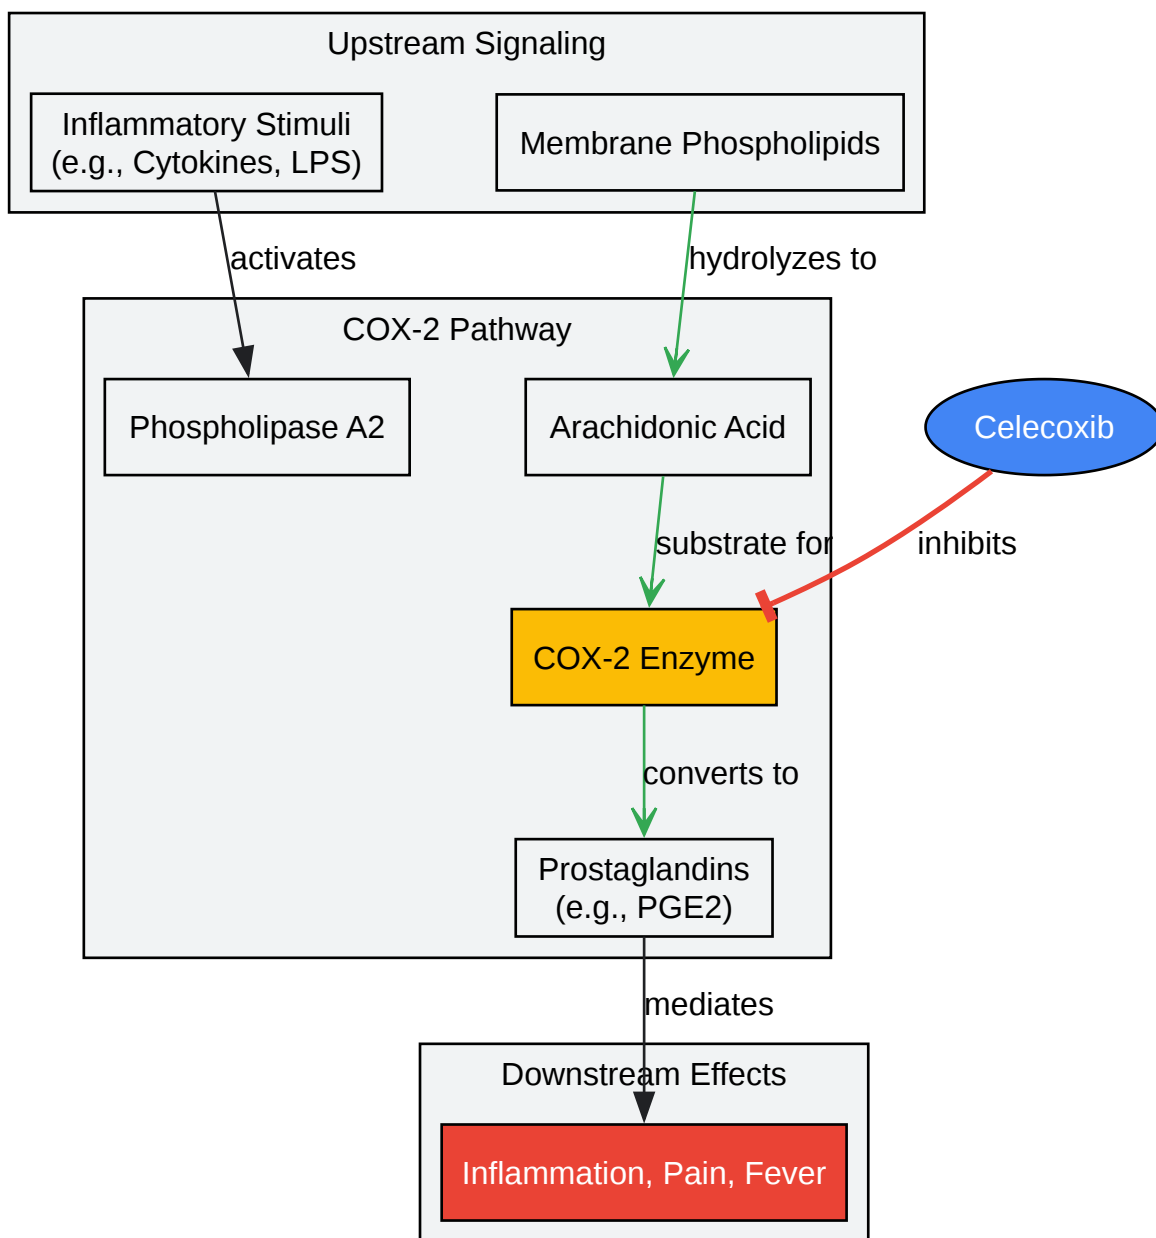 Upstream Signaling
Inflammatory Stimuli
(e.g., Cytokines, LPS)
Membrane Phospholipids
activates
hydrolyzes to
COX-2 Pathway
Phospholipase A2
Arachidonic Acid
Celecoxib
substrate for
inhibits
COX-2 Enzyme
converts to
Prostaglandins
(e.g., PGE2)
mediates
Downstream Effects
Inflammation, Pain, Fever